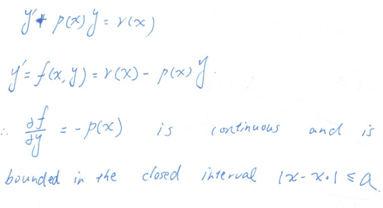 y' + p(x) y = r(x)
y' = f(x, y) = r(x) - p(x) y.
∴ ∂f/∂y = - p(x) is continuous and is
bounded in the closed interval |x - x₀| ≤ a.